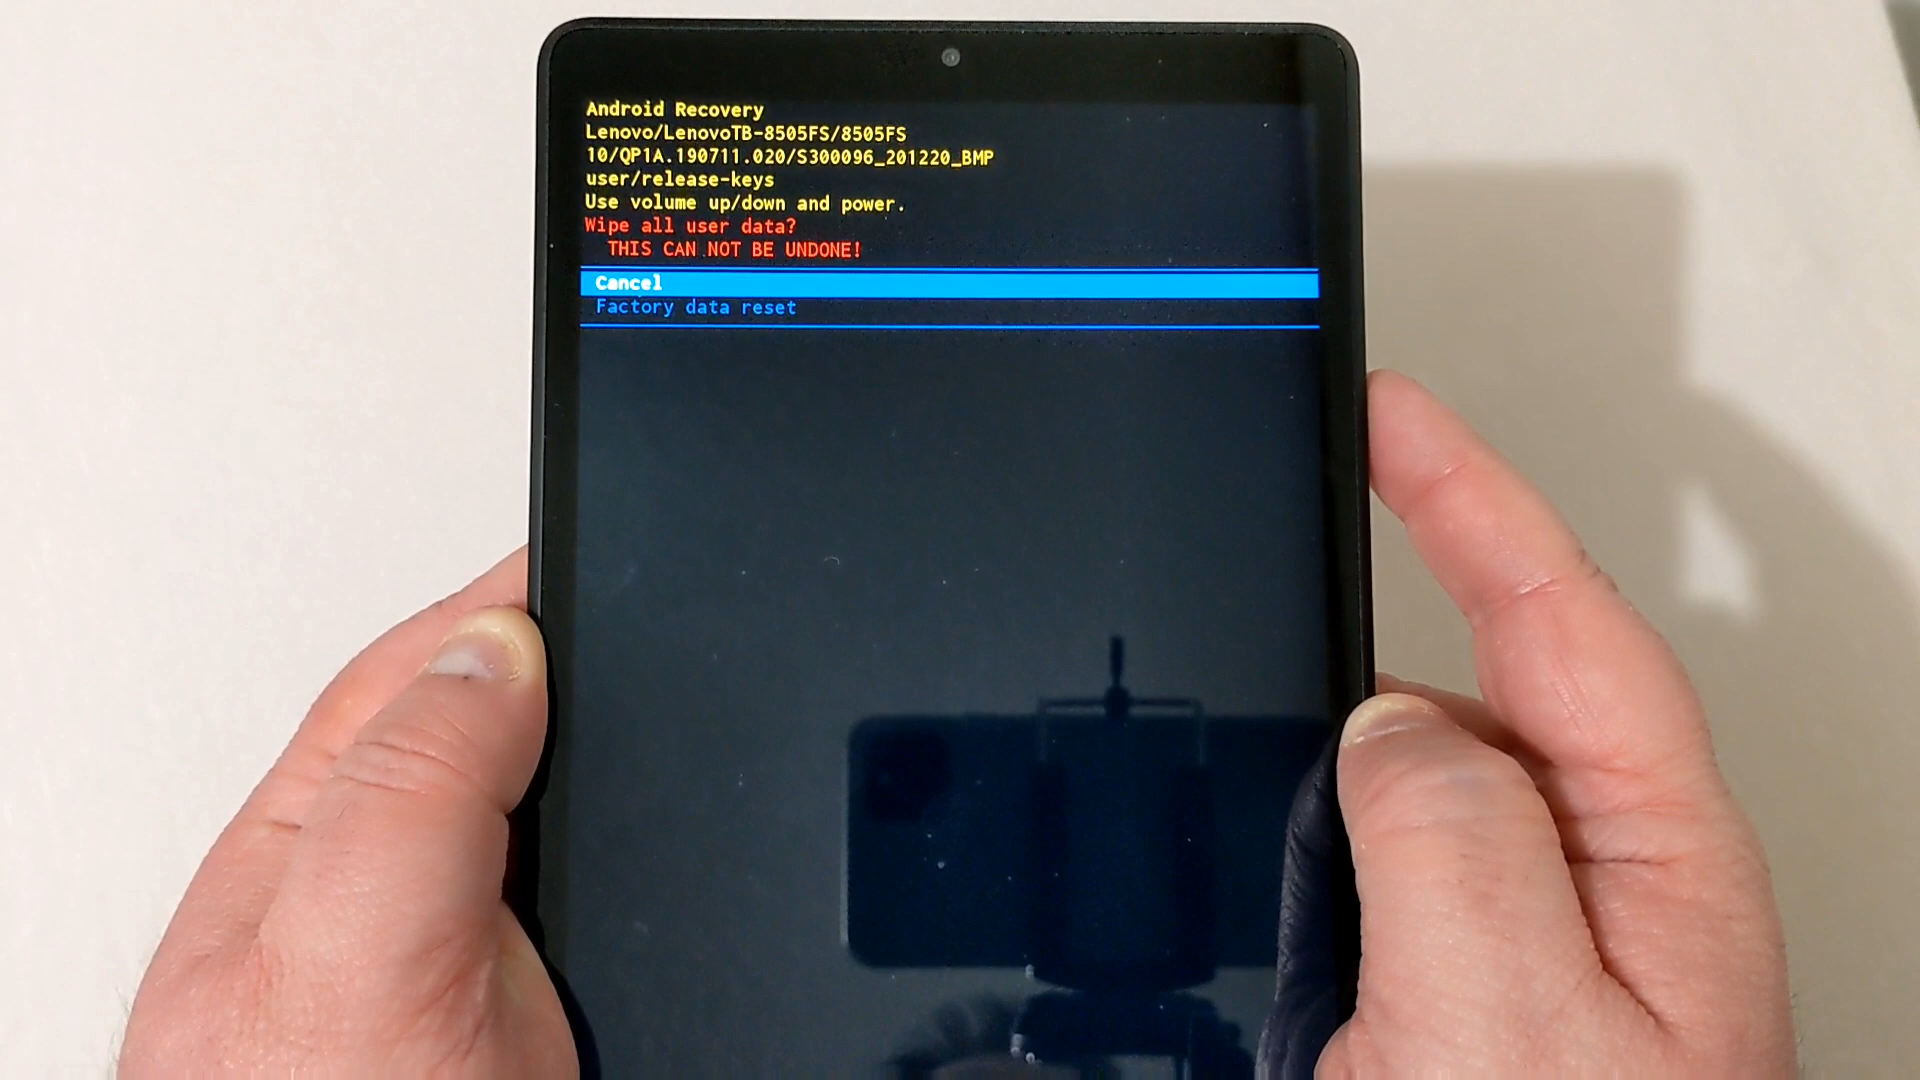 Android Recovery
Lenovo/LenovoTB-8505FS/8505FS
10/QP1A.190711.020/S300096_201220_BMP
user/release-keys
Use volume up/down and power.
Wipe all user data?
THIS CAN NOT BE UNDONE!
Cancel
Factory data reset